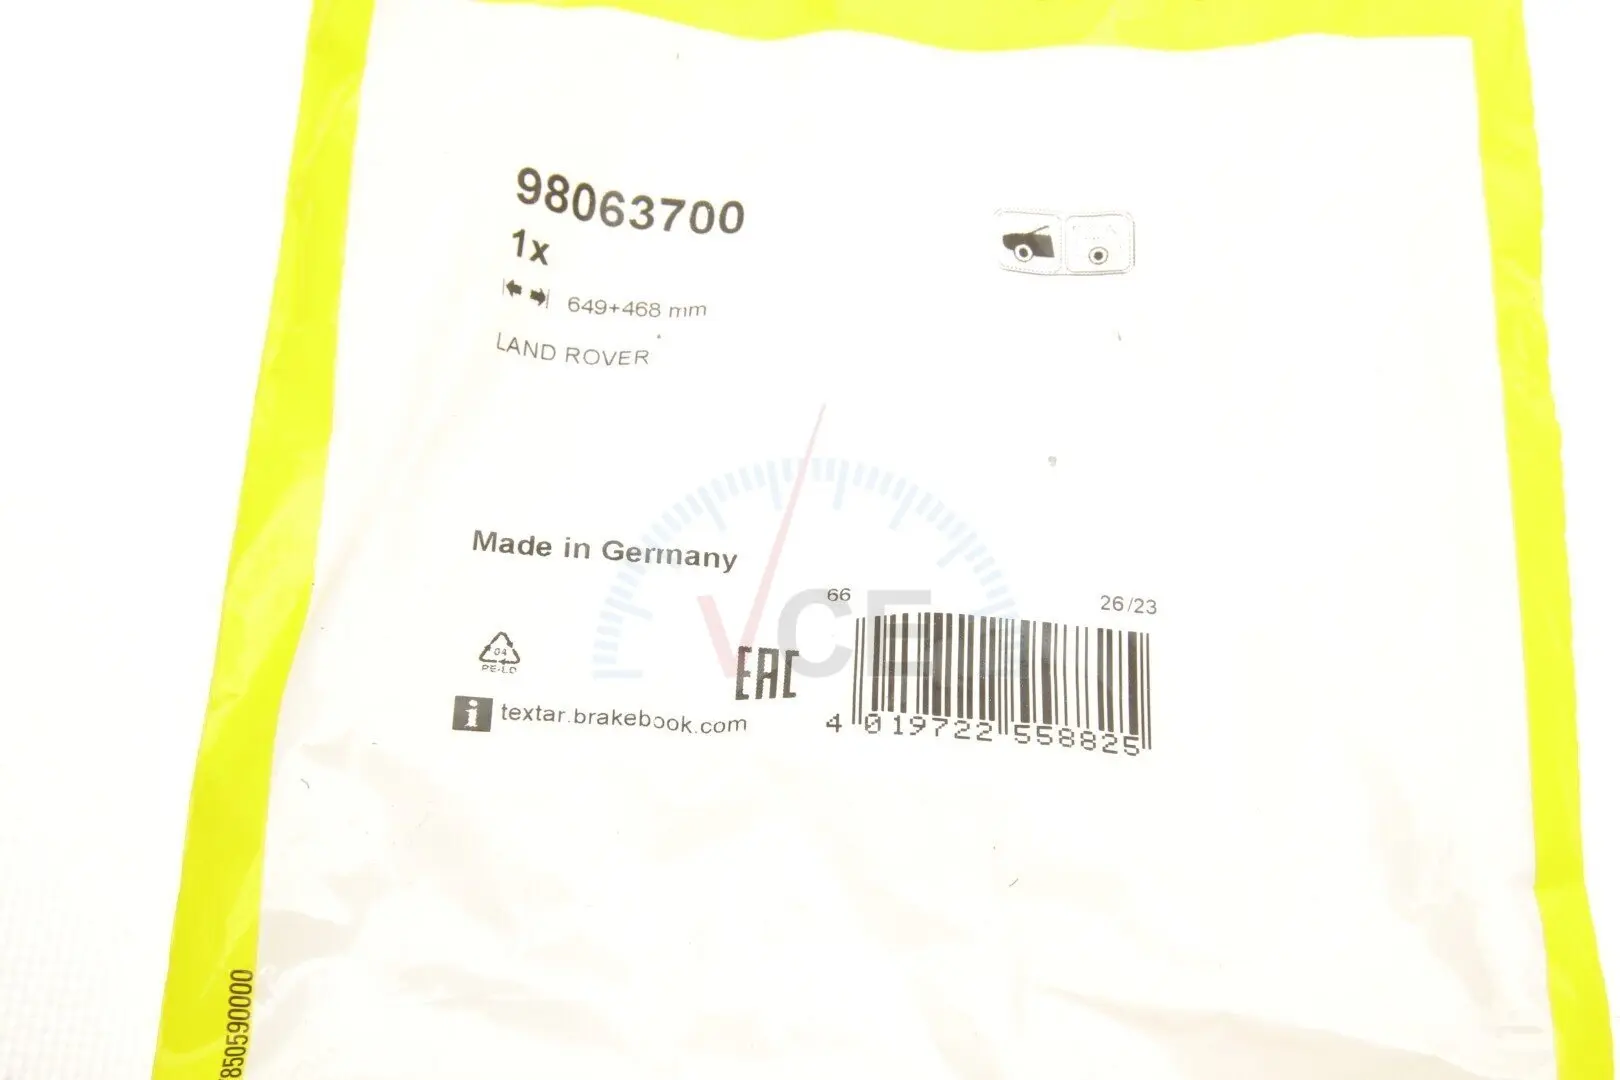 98063700
1x
649+468 mm
LAND ROVER
Made in Germany
66
26/23
VCE
04
PE-LD
EAC
i textar.brakebook.com
4 019722 558825
850590000